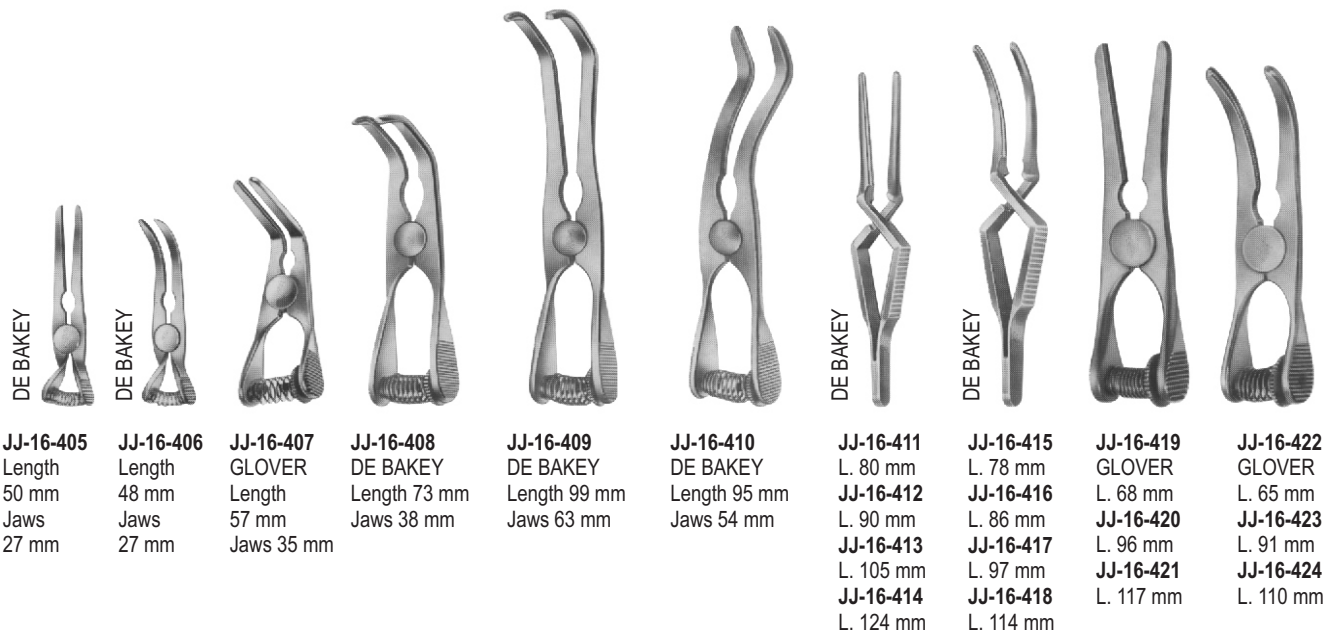 DE BAKEY
DE BAKEY
DE BAKEY
DE BAKEY
JJ-16-405
Length
50 mm
Jaws
27 mm
JJ-16-406
Length
48 mm
Jaws
27 mm
JJ-16-407
GLOVER
Length
57 mm
Jaws 35 mm
JJ-16-408
DE BAKEY
Length 73 mm
Jaws 38 mm
JJ-16-409
DE BAKEY
Length 99 mm
Jaws 63 mm
JJ-16-410
DE BAKEY
Length 95 mm
Jaws 54 mm
JJ-16-411
L. 80 mm
JJ-16-412
L. 90 mm
JJ-16-413
L. 105 mm
JJ-16-414
L. 124 mm
JJ-16-415
L. 78 mm
JJ-16-416
L. 86 mm
JJ-16-417
L. 97 mm
JJ-16-418
L. 114 mm
JJ-16-419
GLOVER
L. 68 mm
JJ-16-420
L. 96 mm
JJ-16-421
L. 117 mm
JJ-16-422
GLOVER
L. 65 mm
JJ-16-423
L. 91 mm
JJ-16-424
L. 110 mm